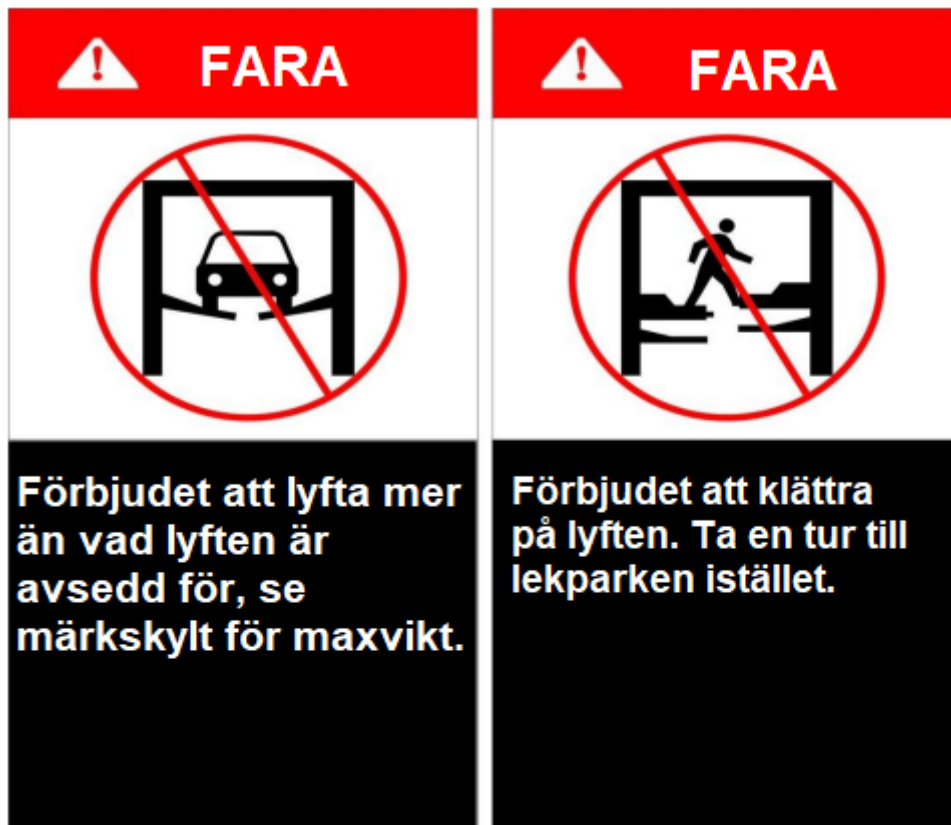 FARA
Förbjudet att lyfta mer
än vad lyften är
avsedd för, se
märkskylt för maxvikt.
FARA
Förbjudet att klättra
på lyften. Ta en tur till
lekparken istället.